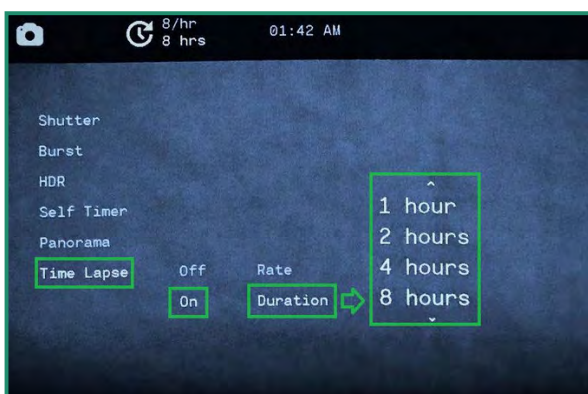 8/hr
8 hrs
01:42 AM
Shutter
Burst
HDR
Self Timer
Panorama
Time Lapse
Off
On
Rate
Duration
1 hour
2 hours
4 hours
8 hours